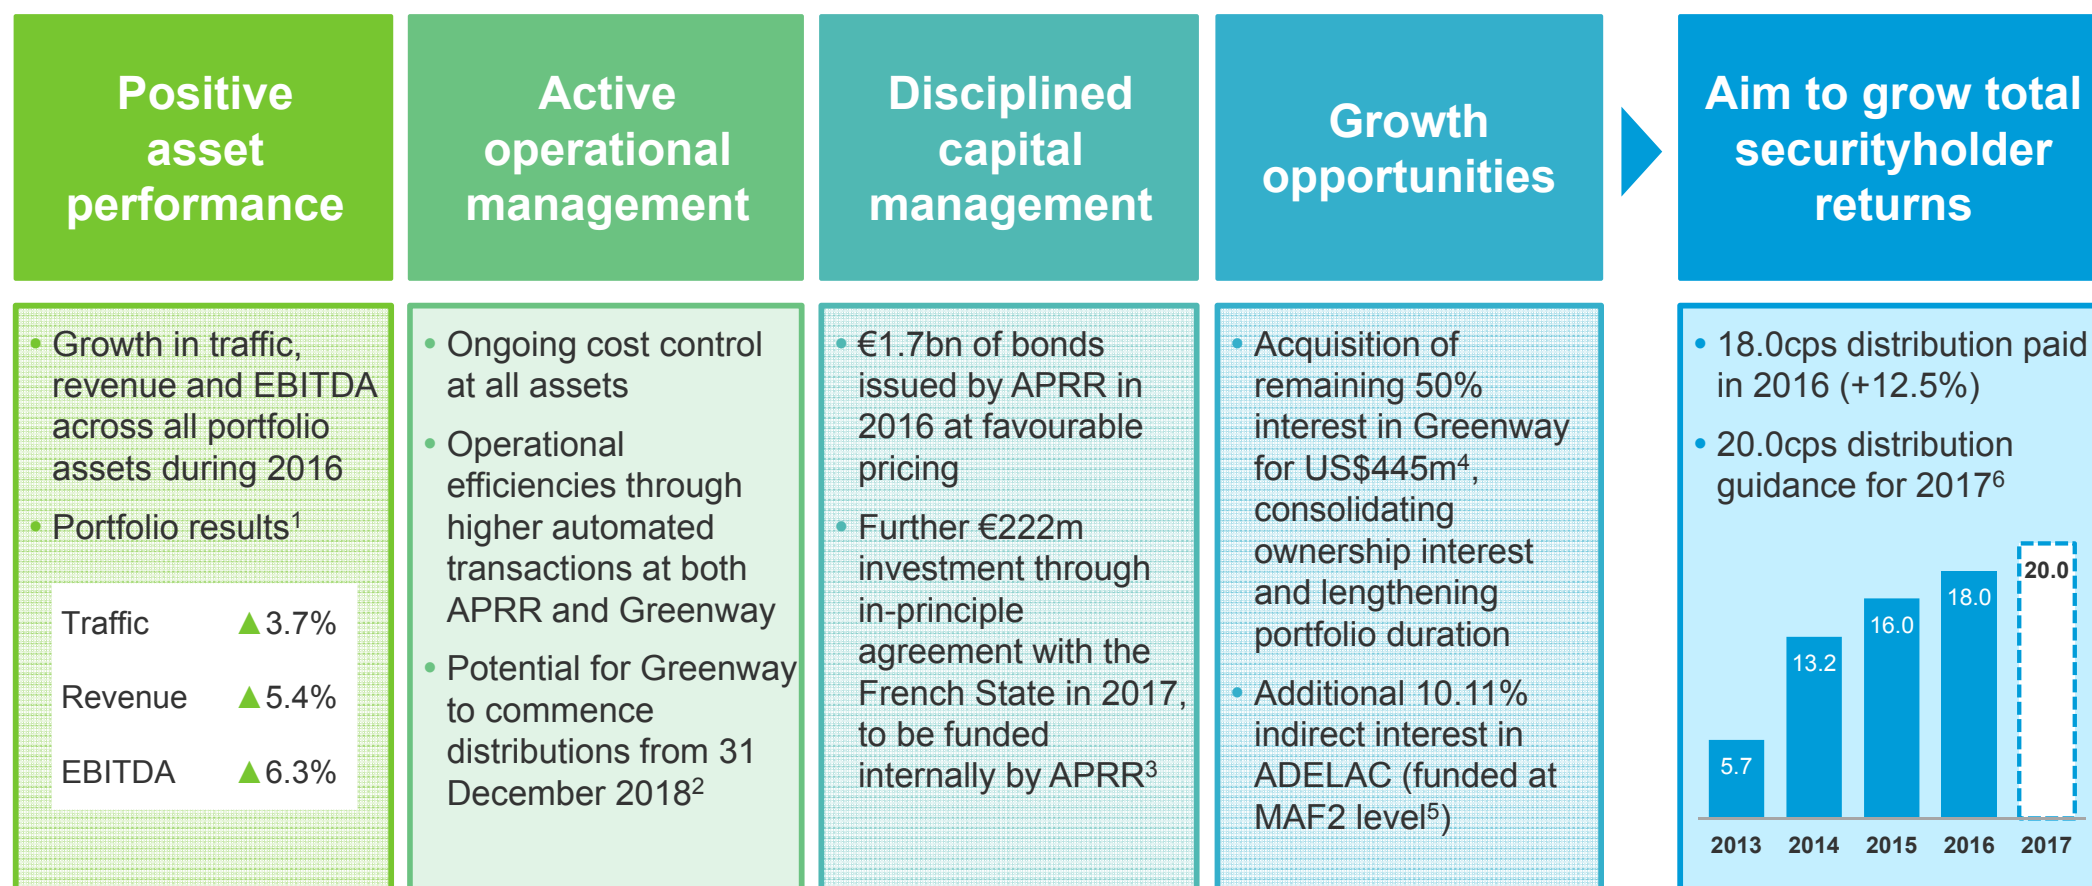 Positive
asset
performance
• Growth in traffic,
revenue and EBITDA
across all portfolio
assets during 2016
• Portfolio results¹
Traffic ▲3.7%
Revenue ▲5.4%
EBITDA ▲6.3%
Active
operational
management
• Ongoing cost control
at all assets
• Operational
efficiencies through
higher automated
transactions at both
APRR and Greenway
• Potential for Greenway
to commence
distributions from 31
December 2018²
Disciplined
capital
management
• €1.7bn of bonds
issued by APRR in
2016 at favourable
pricing
• Further €222m
investment through
in-principle
agreement with the
French State in 2017,
to be funded
internally by APRR³
Growth
opportunities
• Acquisition of
remaining 50%
interest in Greenway
for US$445m⁴,
consolidating
ownership interest
and lengthening
portfolio duration
• Additional 10.11%
indirect interest in
ADELAC (funded at
MAF2 level⁵)
Aim to grow total
securityholder
returns
• 18.0cps distribution paid
in 2016 (+12.5%)
• 20.0cps distribution
guidance for 2017⁶
5.7
13.2
16.0
18.0
20.0
2013 2014 2015 2016 2017